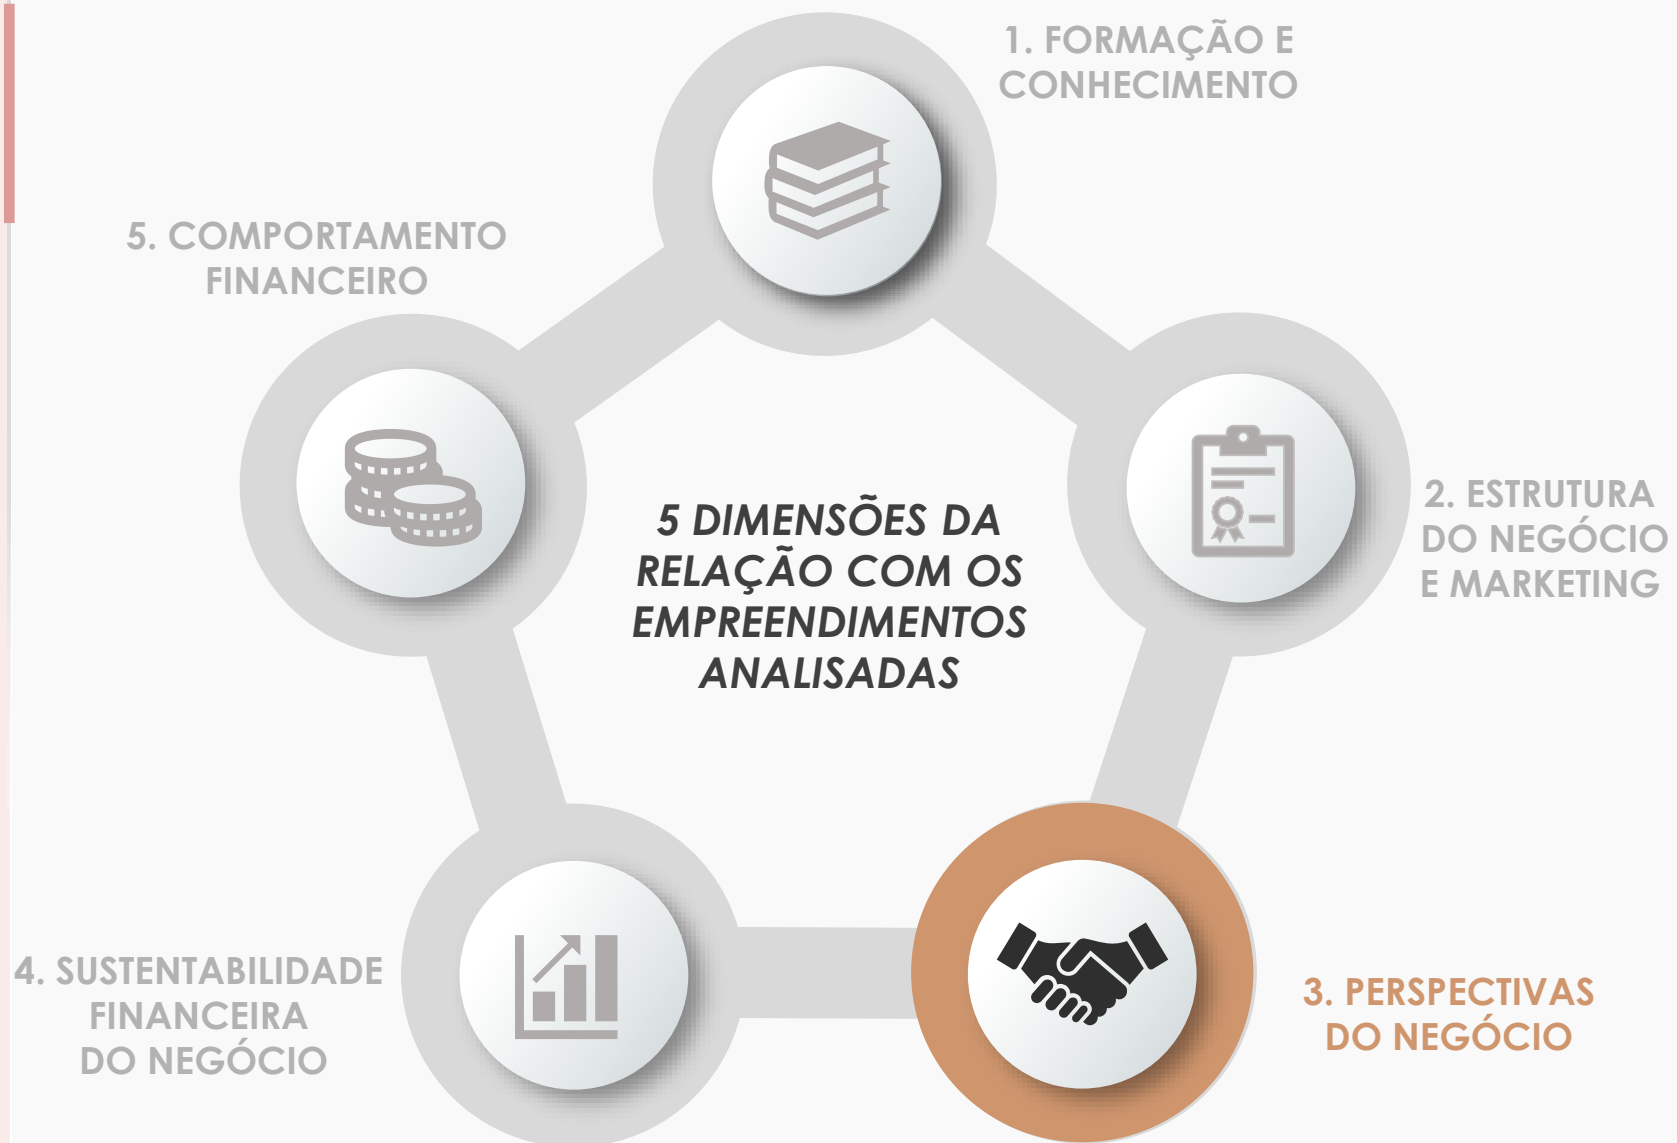 1. FORMAÇÃO E
CONHECIMENTO
5. COMPORTAMENTO
FINANCEIRO
5 DIMENSÕES DA
RELAÇÃO COM OS
EMPREENDIMENTOS
ANALISADAS
2. ESTRUTURA
DO NEGÓCIO
E MARKETING
4. SUSTENTABILIDADE
FINANCEIRA
DO NEGÓCIO
3. PERSPECTIVAS
DO NEGÓCIO